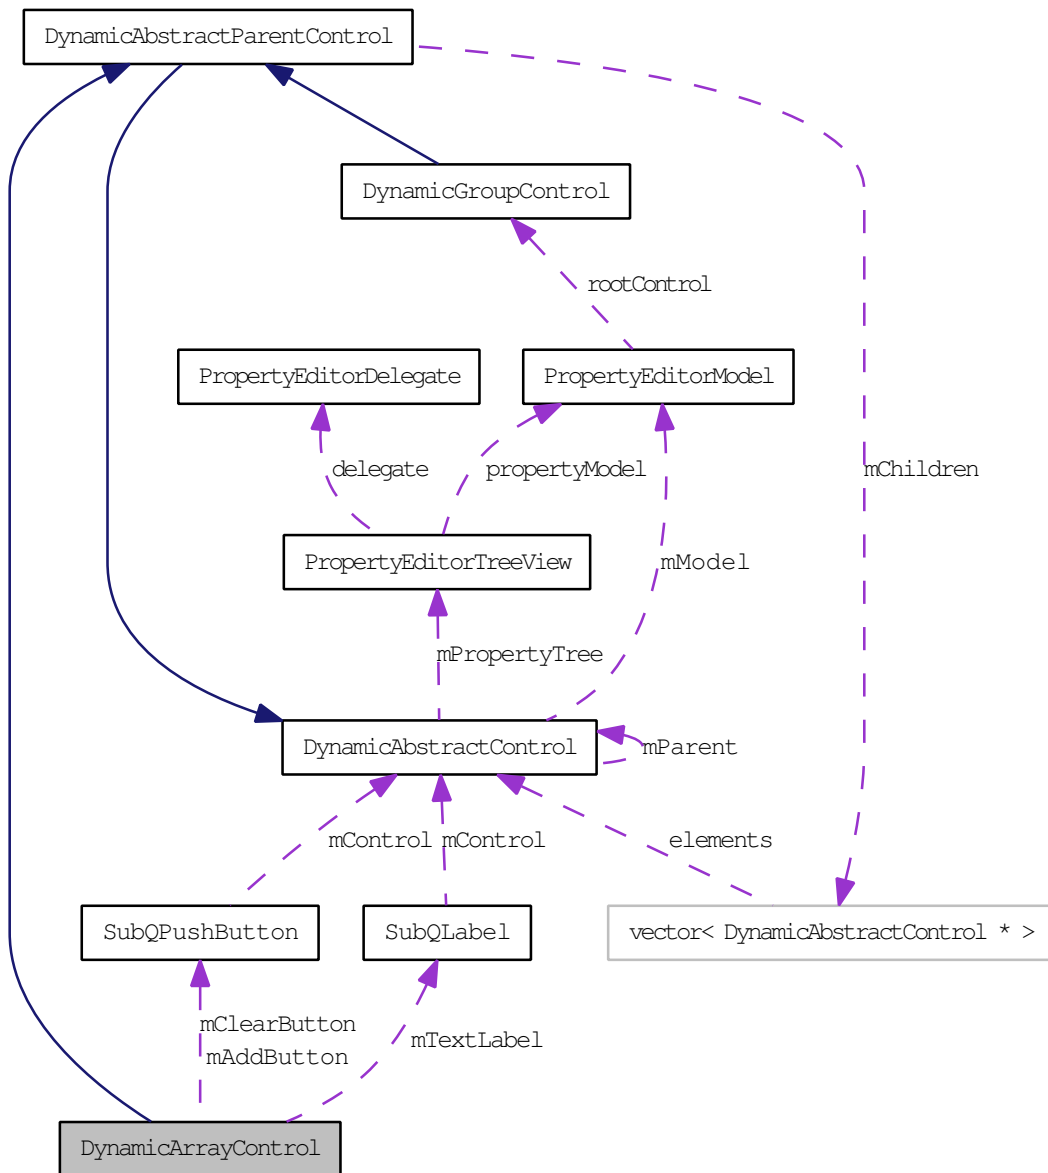 DynamicAbstractParentControl
DynamicGroupControl
rootControl
PropertyEditorDelegate
PropertyEditorModel
delegate
propertyModel
mChildren
PropertyEditorTreeView
mModel
mPropertyTree
DynamicAbstractControl
mParent
mControl
mControl
elements
SubQPushButton
SubQLabel
vector< DynamicAbstractControl * >
mClearButton
mAddButton
mTextLabel
DynamicArrayControl